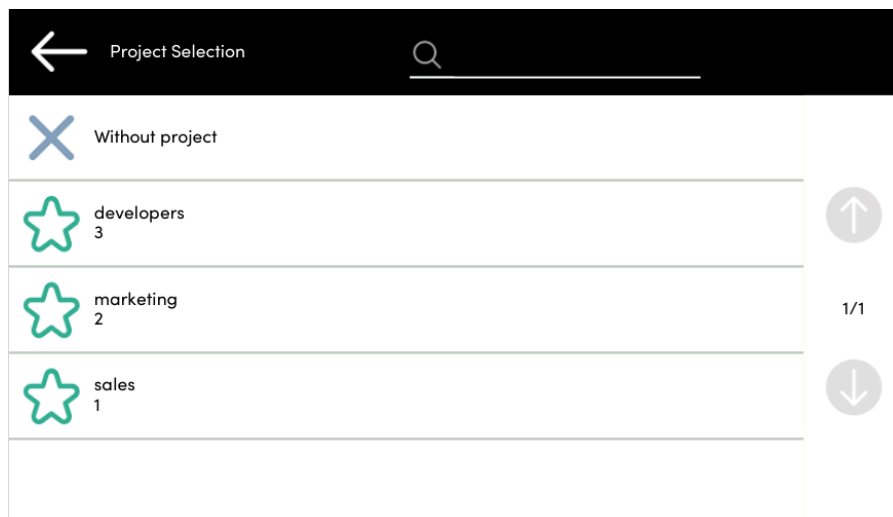 Project Selection
Without project
developers
3
marketing
2
1/1
sales
1